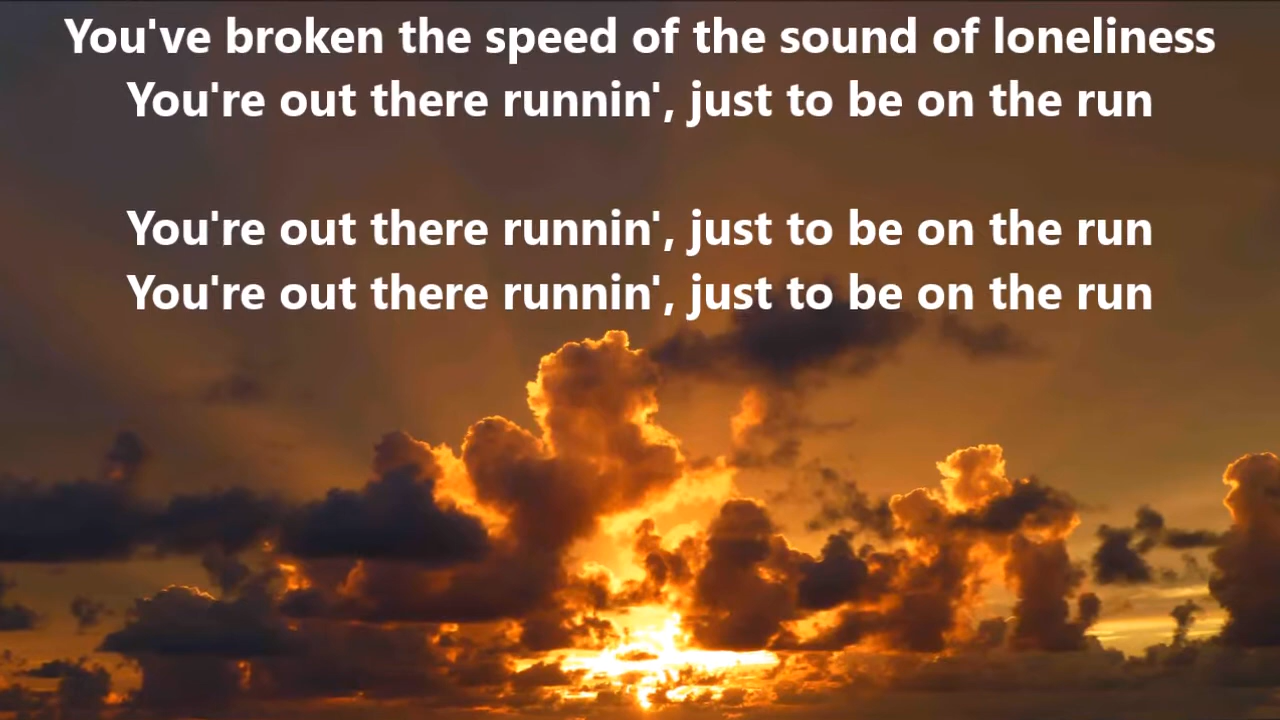 You've broken the speed of the sound of loneliness
You're out there runnin', just to be on the run
You're out there runnin', just to be on the run
You're out there runnin', just to be on the run